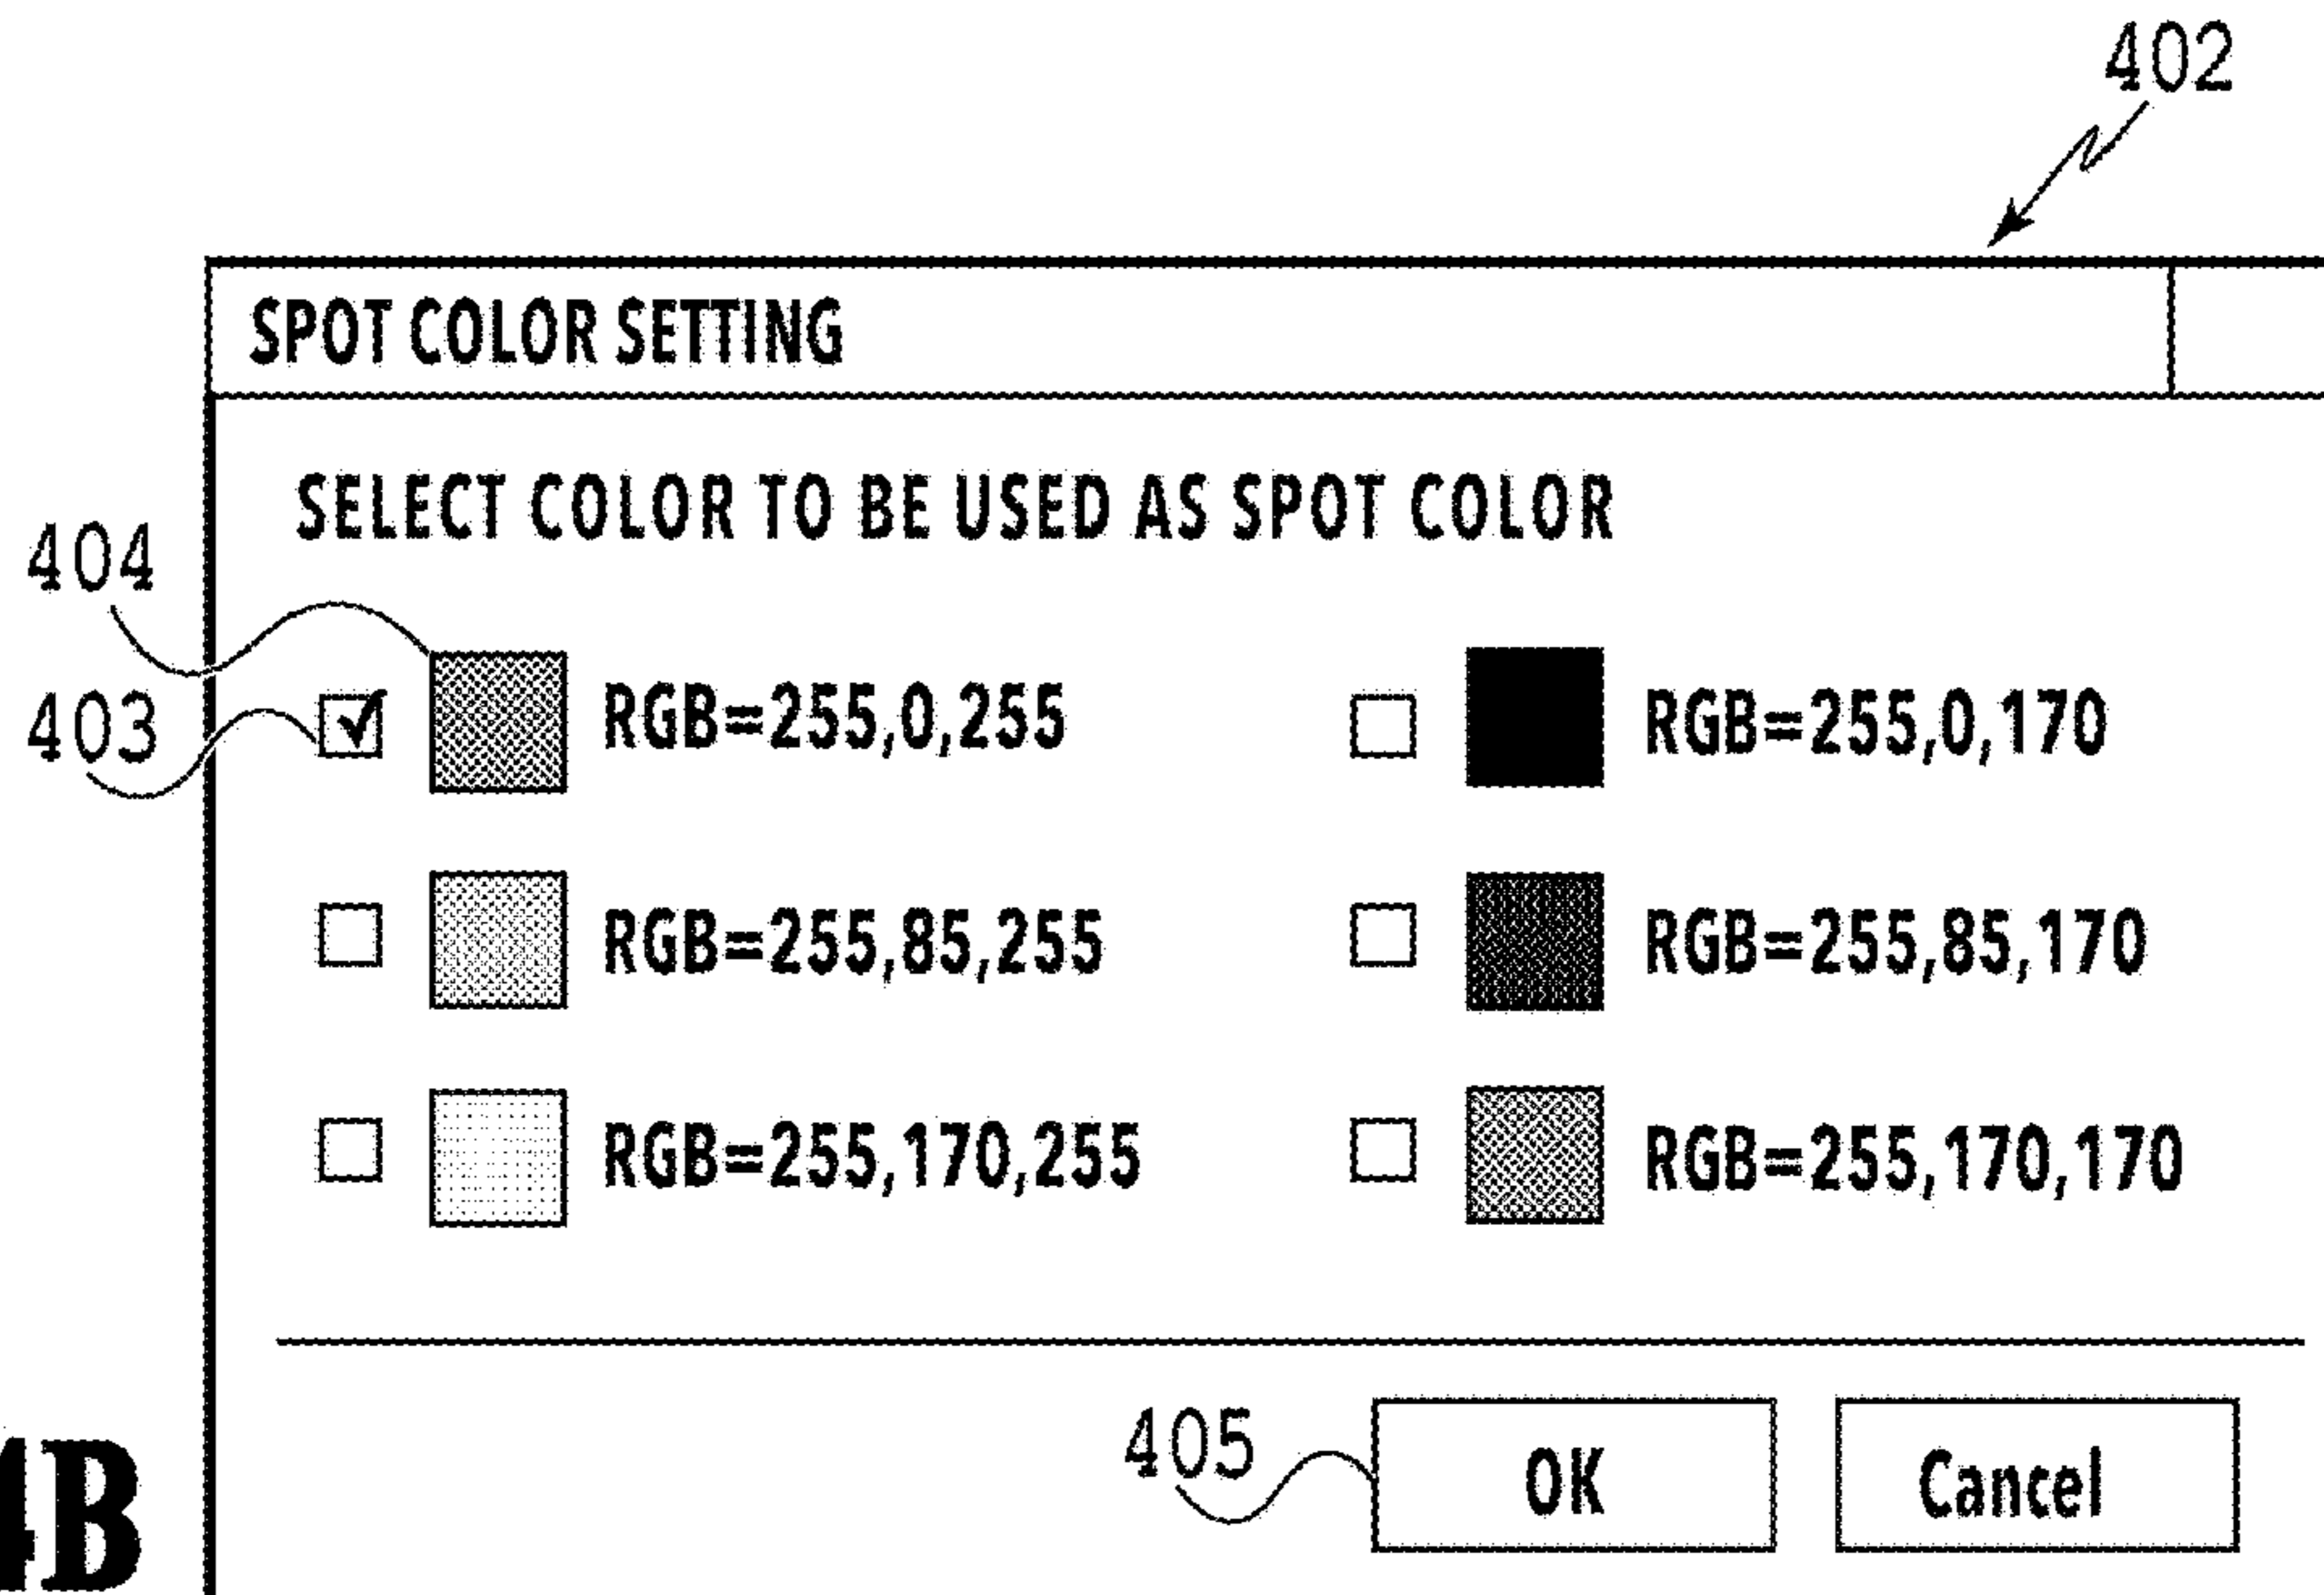 402
SPOT COLOR SETTING
SELECT COLOR TO BE USED AS SPOT COLOR
404
403
RGB=255,0,255 RGB=255,0,170
RGB=255,85,255 RGB=255,85,170
RGB=255,170,255 RGB=255,170,170
405 OK Cancel
4B